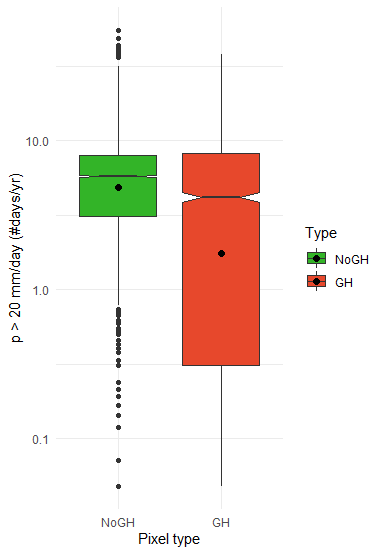 p > 20 mm/day (#days/yr)
10.0
1.0
0.1
NoGH
GH
Pixel type
Type
NoGH
GH